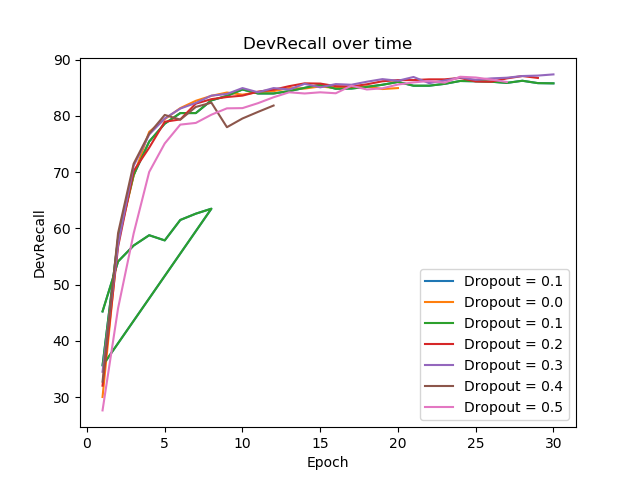 DevRecall over time
90
80
70
60
50
40
30
DevRecall
0 5 10 15 20 25 30
Epoch
Dropout = 0.1
Dropout = 0.0
Dropout = 0.1
Dropout = 0.2
Dropout = 0.3
Dropout = 0.4
Dropout = 0.5